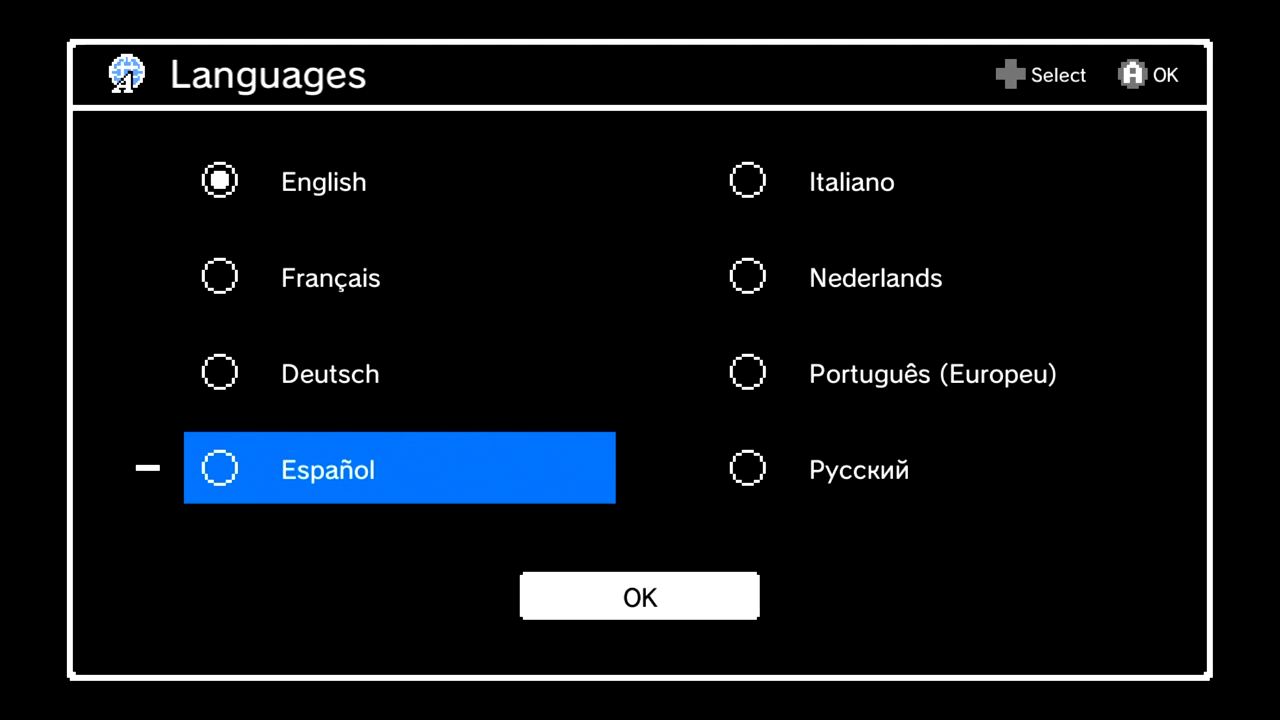 Languages
Select
A OK
English
Français
Deutsch
Español
Italiano
Nederlands
Português (Europeu)
Русский
OK